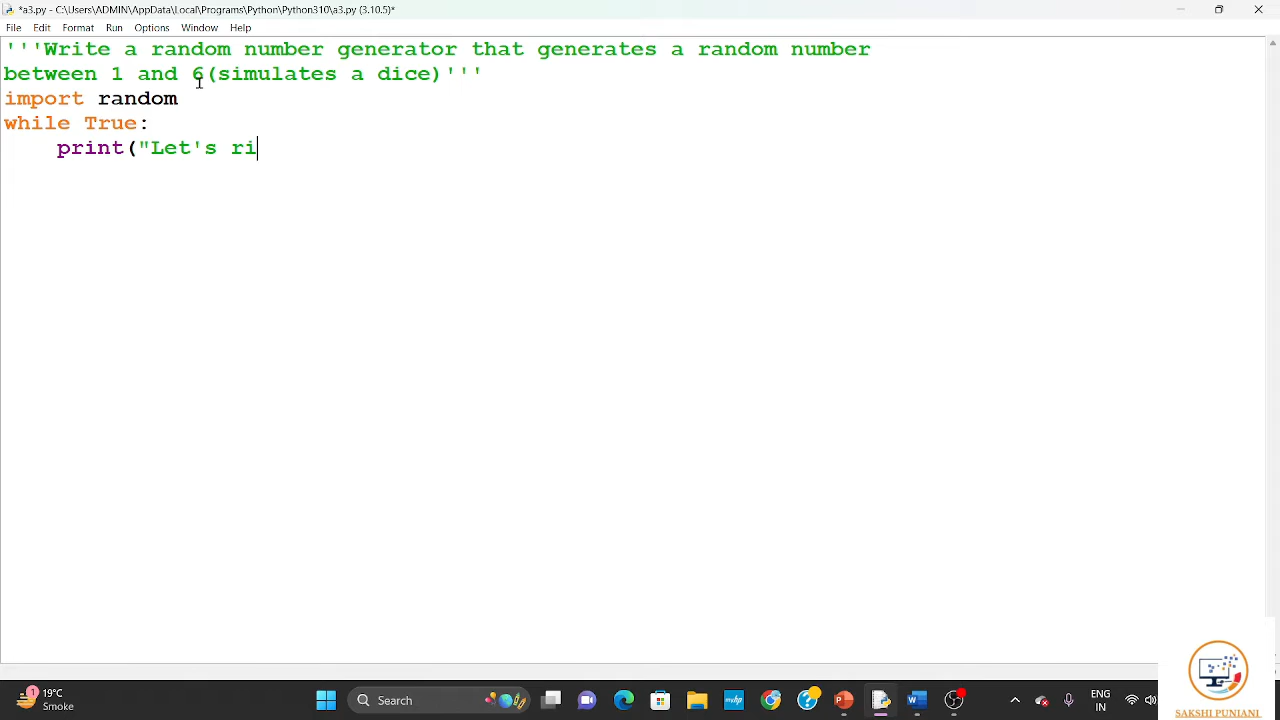 *a3.py - C:\Users\ADMIN\AppData\Local\Programs\Python\Python310\a3.py (3.10.5)*
File Edit Format Run Options Window Help
'''Write a random number generator that generates a random number
between 1 and 6(simulates a dice)'''
import random
while True:
    print("Let's ri
SAKSHI PUNIANI
19°C
Smoke
1
Search
ENG
IN